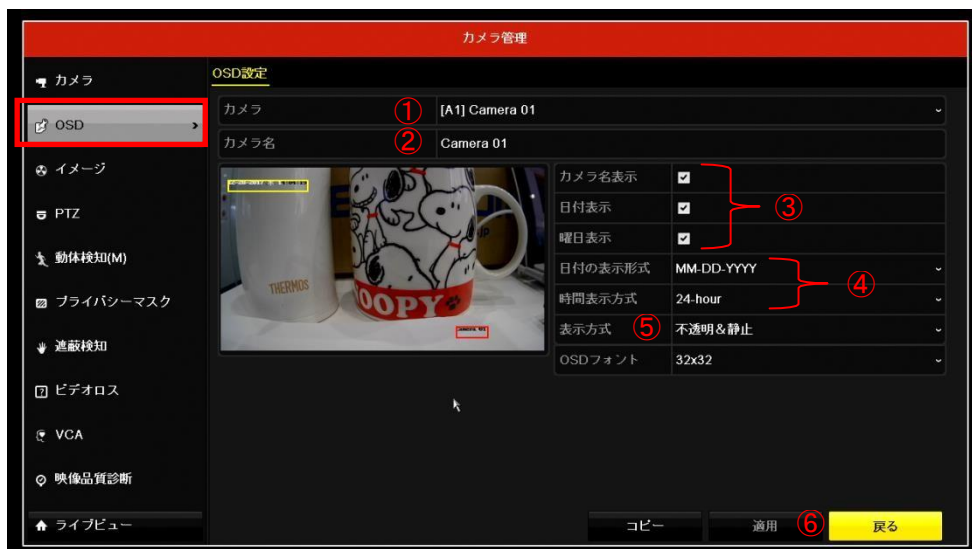 カメラ管理
カメラ
OSD
イメージ
PTZ
動体検知(M)
プライバシーマスク
遮蔽検知
ビデオロス
VCA
映像品質診断
ライブビュー
OSD設定
カメラ ① [A1] Camera 01
カメラ名 ② Camera 01
THERMOS
OOPY
jp
Camera 01
カメラ名表示
日付表示 ③
曜日表示
日付の表示形式 MM-DD-YYYY
④
時間表示方式 24-hour
表示方式 ⑤ 不透明&静止
OSDフォント 32x32
コピー 適用 ⑥ 戻る